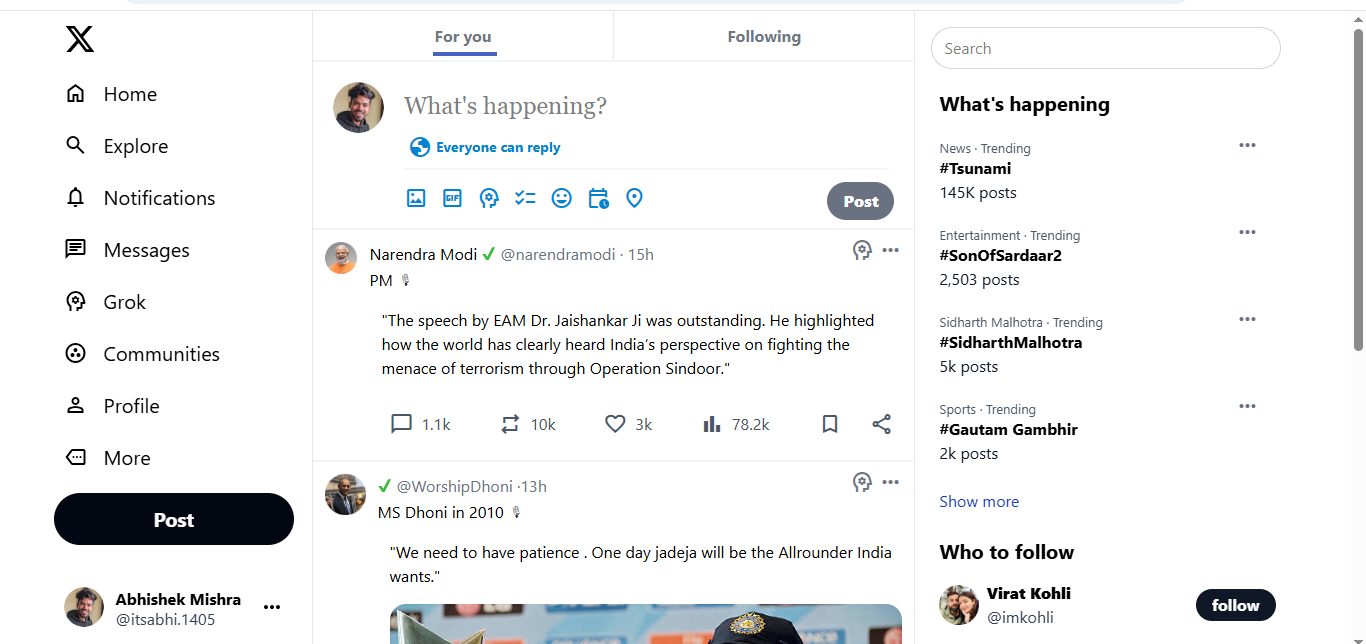 Home
Explore
Notifications
Messages
Grok
Communities
Profile
More
Post
Abhishek Mishra
@itsabhi.1405
For you
Following
What's happening?
Everyone can reply
GIF
Post
Narendra Modi @narendramodi · 15h
PM
"The speech by EAM Dr. Jaishankar Ji was outstanding. He highlighted
how the world has clearly heard India's perspective on fighting the
menace of terrorism through Operation Sindoor."
1.1k 10k 3k 78.2k
@WorshipDhoni ·13h
MS Dhoni in 2010
"We need to have patience . One day jadeja will be the Allrounder India
wants."
Search
What's happening
News · Trending
#Tsunami
145K posts
Entertainment · Trending
#SonOfSardaar2
2,503 posts
Sidharth Malhotra · Trending
#SidharthMalhotra
5k posts
Sports · Trending
#Gautam Gambhir
2k posts
Show more
Who to follow
Virat Kohli
@imkohli
follow